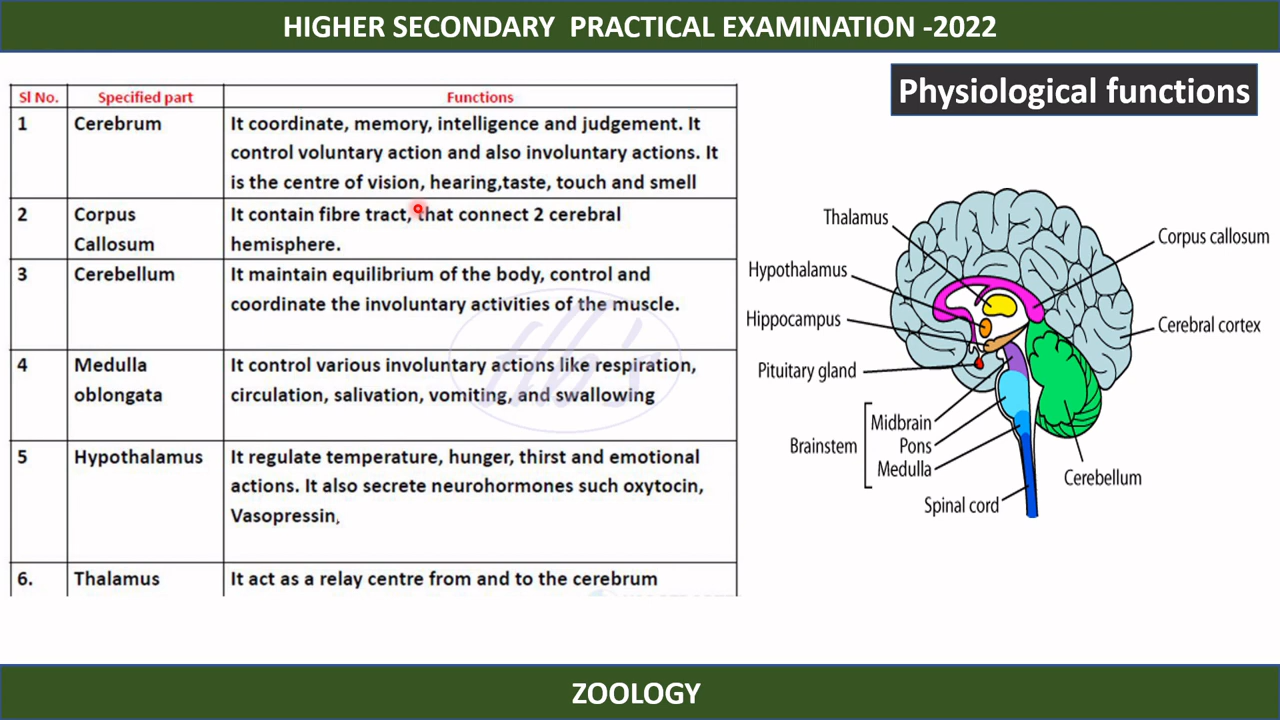 HIGHER SECONDARY PRACTICAL EXAMINATION -2022
Physiological functions
Sl No. Specified part Functions
1 Cerebrum It coordinate, memory, intelligence and judgement. It
control voluntary action and also involuntary actions. It
is the centre of vision, hearing,taste, touch and smell
2 Corpus It contain fibre tract, that connect 2 cerebral
Callosum hemisphere.
3 Cerebellum It maintain equilibrium of the body, control and
coordinate the involuntary activities of the muscle.
4 Medulla It control various involuntary actions like respiration,
oblongata circulation, salivation, vomiting, and swallowing
5 Hypothalamus It regulate temperature, hunger, thirst and emotional
actions. It also secrete neurohormones such oxytocin,
Vasopressin,
6. Thalamus It act as a relay centre from and to the cerebrum
Thalamus
Corpus callosum
Hypothalamus
Hippocampus
Cerebral cortex
Pituitary gland
Midbrain
Brainstem
Pons
Medulla
Cerebellum
Spinal cord
ZOOLOGY